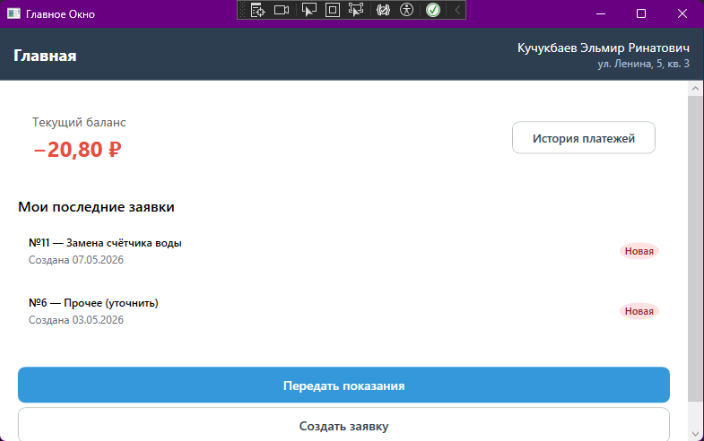 Главное Окно
Главная
Кучукбаев Эльмир Ринатович
ул. Ленина, 5, кв. 3
Текущий баланс
−20,80 ₽
История платежей
Мои последние заявки
№11 — Замена счётчика воды
Создана 07.05.2026
Новая
№6 — Прочее (уточнить)
Создана 03.05.2026
Новая
Передать показания
Создать заявку